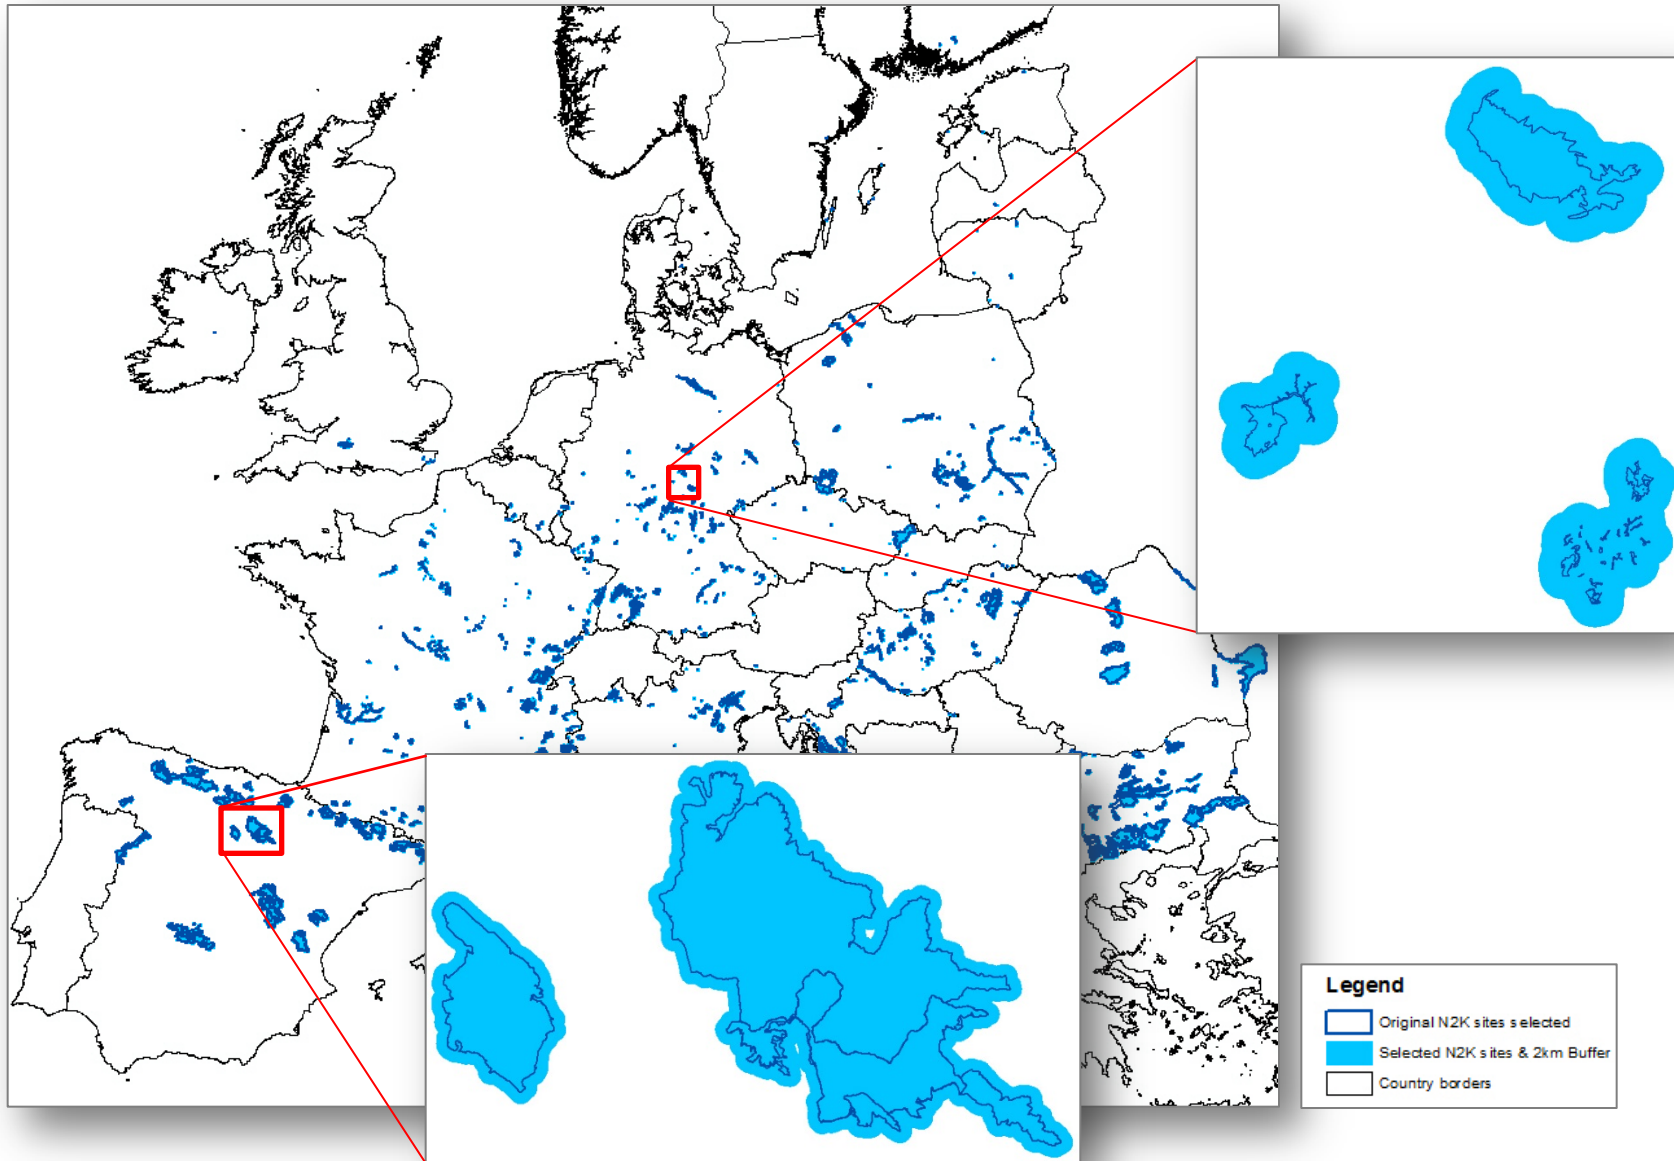 Legend
Original N2K sites selected
Selected N2K sites & 2km Buffer
Country borders